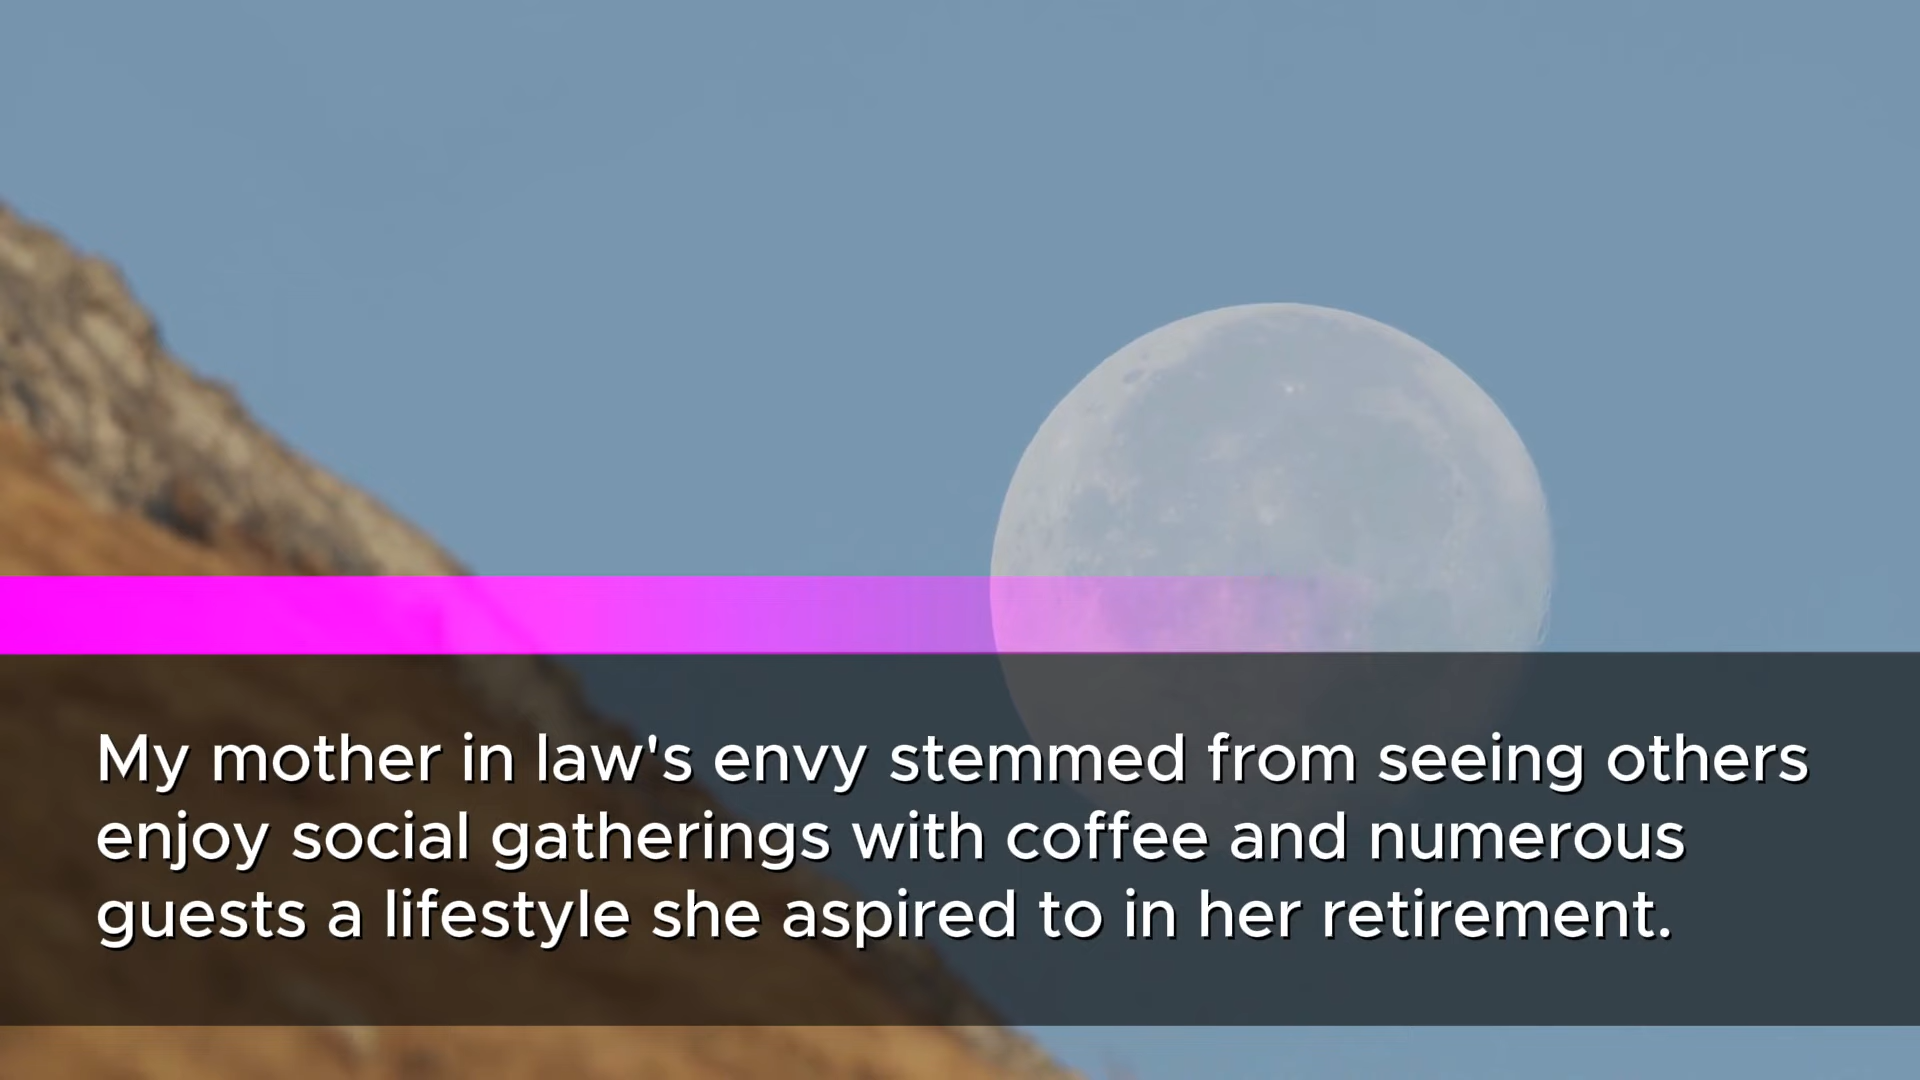 My mother in law's envy stemmed from seeing others
enjoy social gatherings with coffee and numerous
guests a lifestyle she aspired to in her retirement.